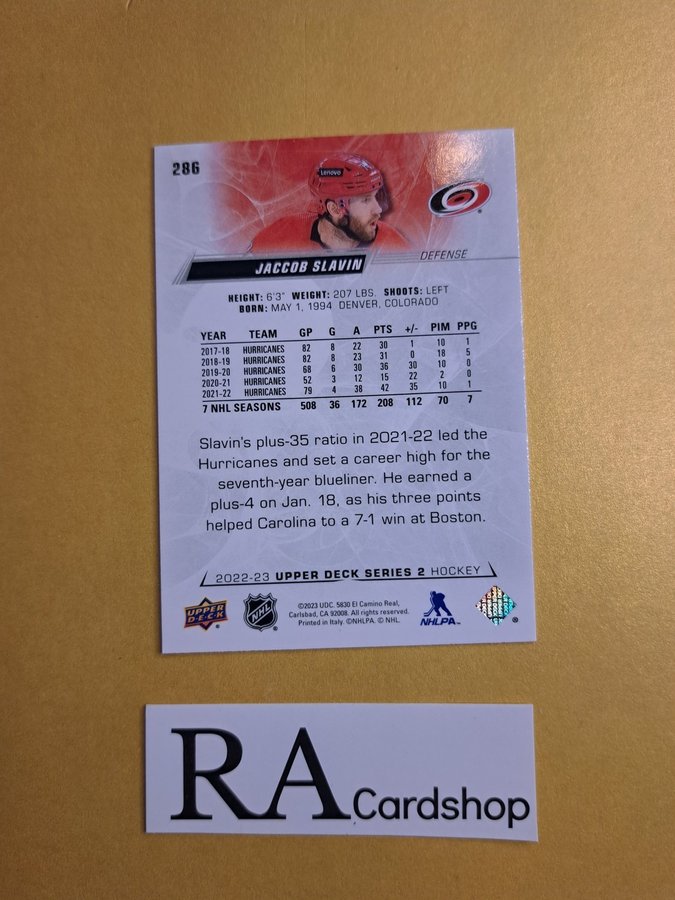 286
Lenovo
JACCOB SLAVIN
DEFENSE
HEIGHT: 6'3" WEIGHT: 207 LBS. SHOOTS: LEFT
BORN: MAY 1, 1994 DENVER, COLORADO
YEAR TEAM GP G A PTS +/- PIM PPG
2017-18 HURRICANES 82 8 22 30 1 10 1
2018-19 HURRICANES 82 8 23 31 0 18 5
2019-20 HURRICANES 68 6 30 36 30 10 0
2020-21 HURRICANES 52 3 12 15 22 2 0
2021-22 HURRICANES 79 4 38 42 35 10 1
7 NHL SEASONS 508 36 172 208 112 70 7
Slavin's plus-35 ratio in 2021-22 led the
Hurricanes and set a career high for the
seventh-year blueliner. He earned a
plus-4 on Jan. 18, as his three points
helped Carolina to a 7-1 win at Boston.
2022-23 UPPER DECK SERIES 2 HOCKEY
UPPER DECK
NHL
©2023 UDC. 5830 El Camino Real,
Carlsbad, CA 92008. All rights reserved.
Printed in Italy. ©NHLPA. © NHL.
NHLPA
RA Cardshop